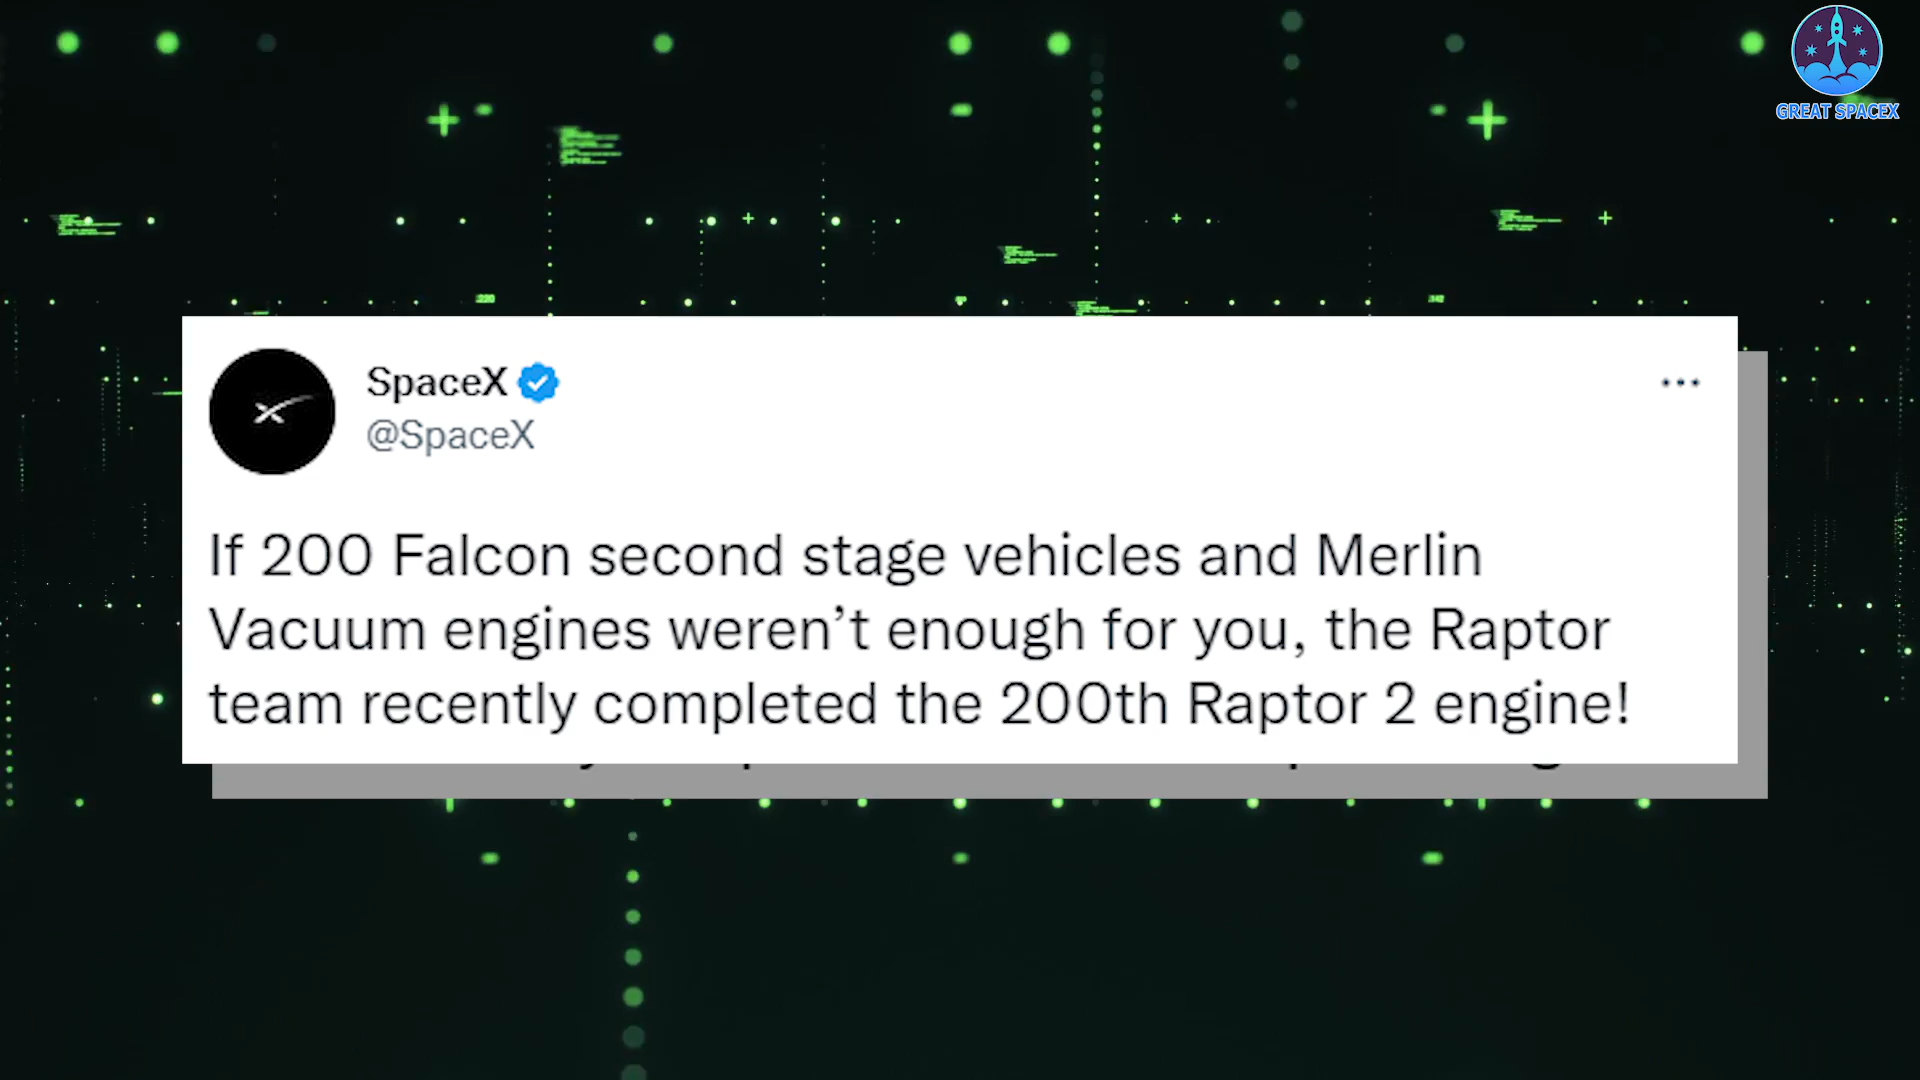 GREAT SPACEX
SpaceX
@SpaceX
If 200 Falcon second stage vehicles and Merlin
Vacuum engines weren’t enough for you, the Raptor
team recently completed the 200th Raptor 2 engine!